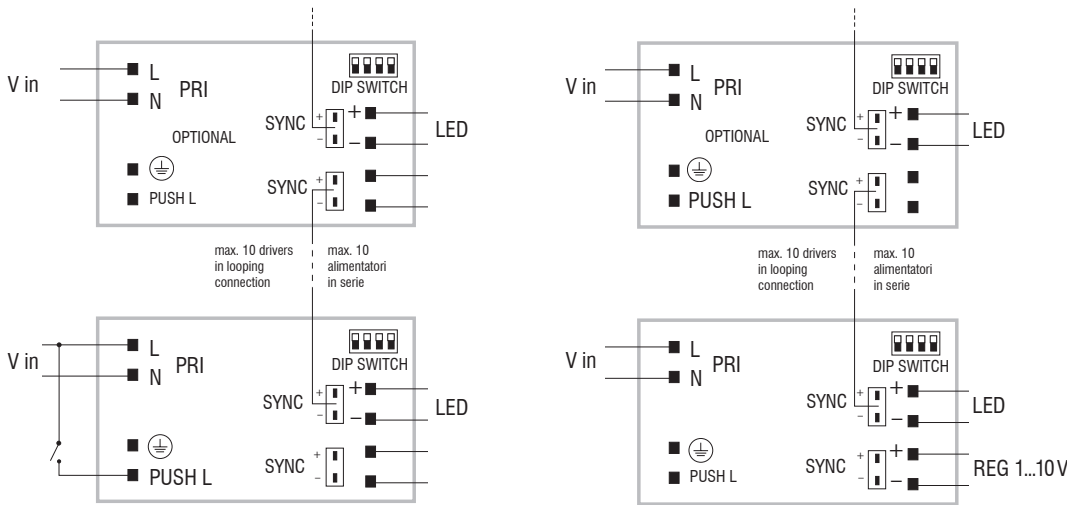 V in
L
N
PRI
DIP SWITCH
SYNC
+
−
+
−
LED
OPTIONAL
SYNC
+
−
PUSH L
max. 10 drivers
in looping
connection
max. 10
alimentatori
in serie
V in
L
N
PRI
DIP SWITCH
SYNC
+
−
+
−
LED
SYNC
+
−
PUSH L
V in
L
N
PRI
DIP SWITCH
SYNC
+
−
+
−
LED
OPTIONAL
SYNC
+
−
PUSH L
max. 10 drivers
in looping
connection
max. 10
alimentatori
in serie
V in
L
N
PRI
DIP SWITCH
SYNC
+
−
+
−
LED
SYNC
+
−
+
−
REG 1...10 V
PUSH L